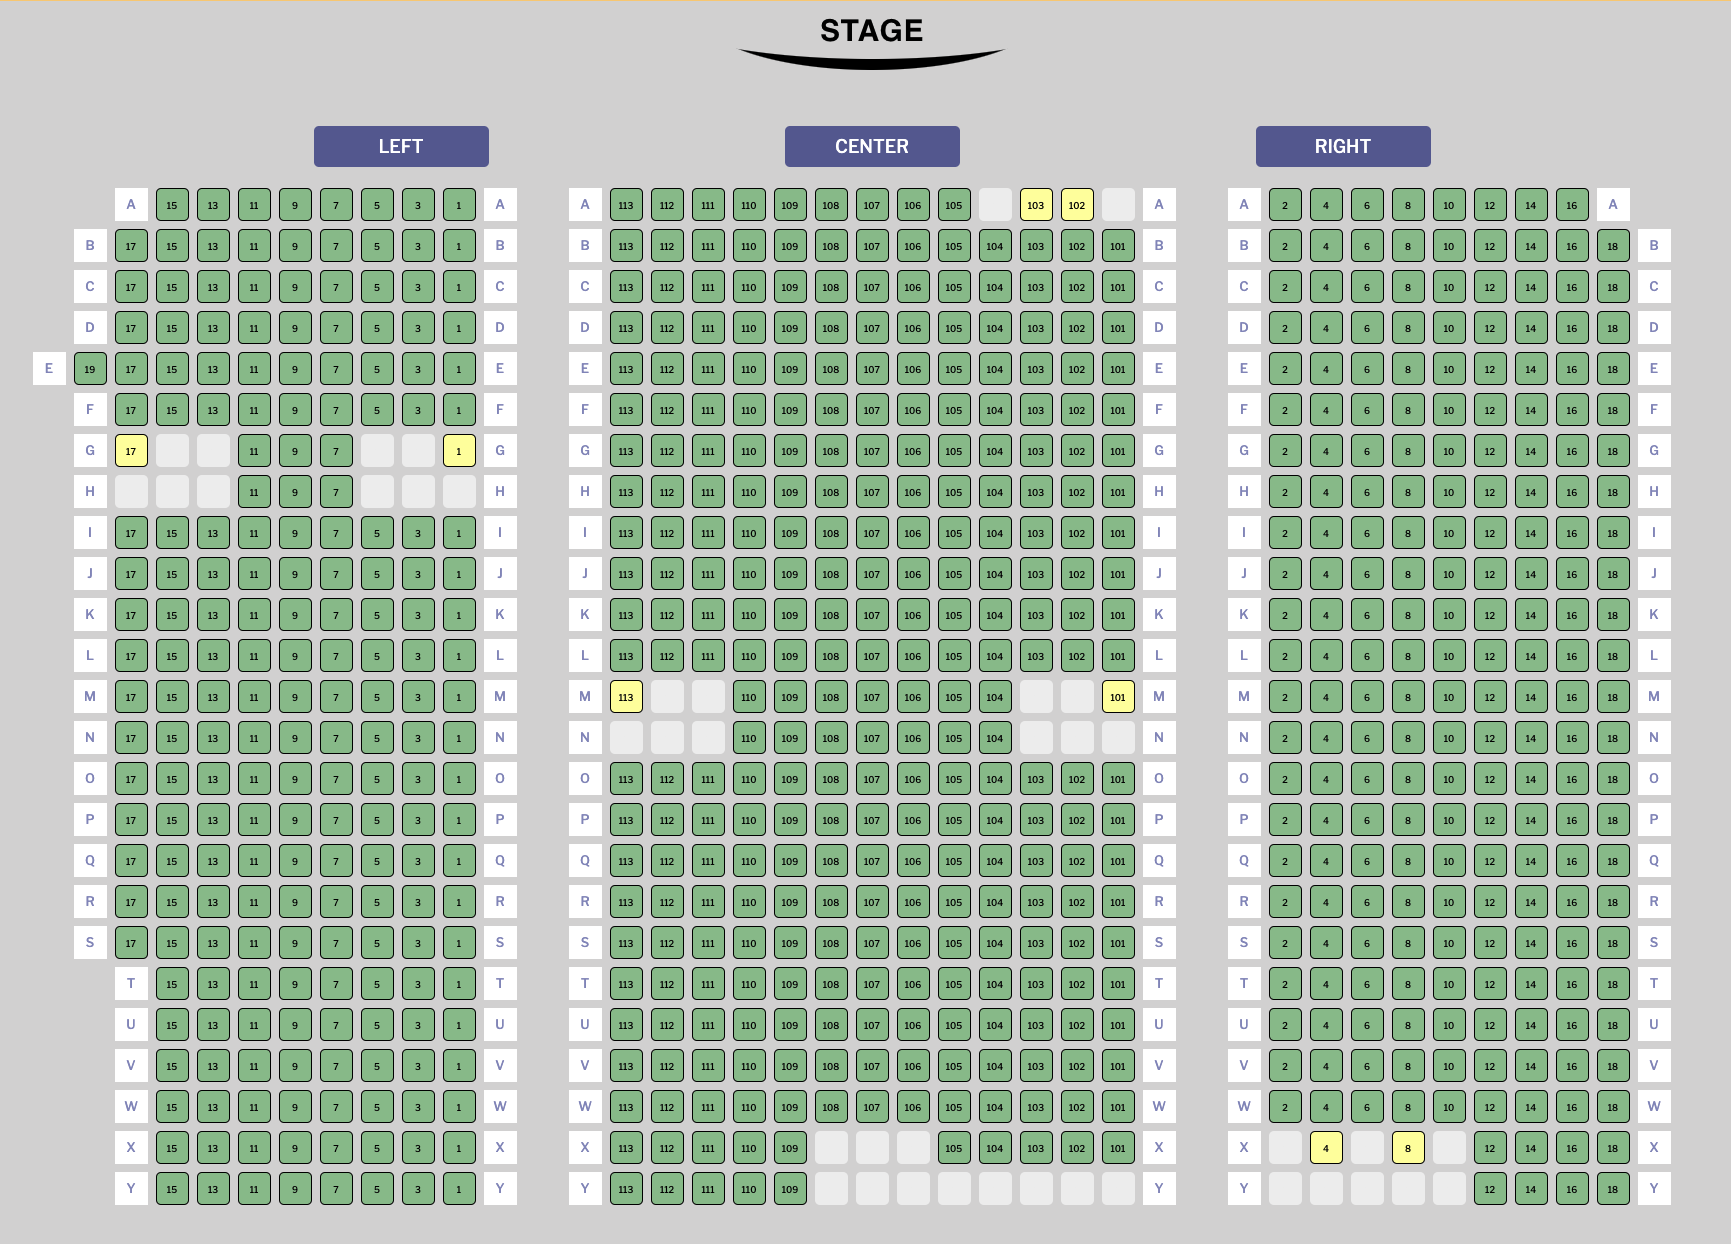 STAGE
LEFT CENTER RIGHT
A 15 13 11 9 7 5 3 1 A A 113 112 111 110 109 108 107 106 105 103 102 A A 2 4 6 8 10 12 14 16 A
B 17 15 13 11 9 7 5 3 1 B B 113 112 111 110 109 108 107 106 105 104 103 102 101 B B 2 4 6 8 10 12 14 16 18 B
C 17 15 13 11 9 7 5 3 1 C C 113 112 111 110 109 108 107 106 105 104 103 102 101 C C 2 4 6 8 10 12 14 16 18 C
D 17 15 13 11 9 7 5 3 1 D D 113 112 111 110 109 108 107 106 105 104 103 102 101 D D 2 4 6 8 10 12 14 16 18 D
E 19 17 15 13 11 9 7 5 3 1 E E 113 112 111 110 109 108 107 106 105 104 103 102 101 E E 2 4 6 8 10 12 14 16 18 E
F 17 15 13 11 9 7 5 3 1 F F 113 112 111 110 109 108 107 106 105 104 103 102 101 F F 2 4 6 8 10 12 14 16 18 F
G 17 11 9 7 1 G G 113 112 111 110 109 108 107 106 105 104 103 102 101 G G 2 4 6 8 10 12 14 16 18 G
H 11 9 7 H H 113 112 111 110 109 108 107 106 105 104 103 102 101 H H 2 4 6 8 10 12 14 16 18 H
I 17 15 13 11 9 7 5 3 1 I I 113 112 111 110 109 108 107 106 105 104 103 102 101 I I 2 4 6 8 10 12 14 16 18 I
J 17 15 13 11 9 7 5 3 1 J J 113 112 111 110 109 108 107 106 105 104 103 102 101 J J 2 4 6 8 10 12 14 16 18 J
K 17 15 13 11 9 7 5 3 1 K K 113 112 111 110 109 108 107 106 105 104 103 102 101 K K 2 4 6 8 10 12 14 16 18 K
L 17 15 13 11 9 7 5 3 1 L L 113 112 111 110 109 108 107 106 105 104 103 102 101 L L 2 4 6 8 10 12 14 16 18 L
M 17 15 13 11 9 7 5 3 1 M M 113 110 109 108 107 106 105 104 101 M M 2 4 6 8 10 12 14 16 18 M
N 17 15 13 11 9 7 5 3 1 N N 110 109 108 107 106 105 104 N N 2 4 6 8 10 12 14 16 18 N
O 17 15 13 11 9 7 5 3 1 O O 113 112 111 110 109 108 107 106 105 104 103 102 101 O O 2 4 6 8 10 12 14 16 18 O
P 17 15 13 11 9 7 5 3 1 P P 113 112 111 110 109 108 107 106 105 104 103 102 101 P P 2 4 6 8 10 12 14 16 18 P
Q 17 15 13 11 9 7 5 3 1 Q Q 113 112 111 110 109 108 107 106 105 104 103 102 101 Q Q 2 4 6 8 10 12 14 16 18 Q
R 17 15 13 11 9 7 5 3 1 R R 113 112 111 110 109 108 107 106 105 104 103 102 101 R R 2 4 6 8 10 12 14 16 18 R
S 17 15 13 11 9 7 5 3 1 S S 113 112 111 110 109 108 107 106 105 104 103 102 101 S S 2 4 6 8 10 12 14 16 18 S
T 15 13 11 9 7 5 3 1 T T 113 112 111 110 109 108 107 106 105 104 103 102 101 T T 2 4 6 8 10 12 14 16 18 T
U 15 13 11 9 7 5 3 1 U U 113 112 111 110 109 108 107 106 105 104 103 102 101 U U 2 4 6 8 10 12 14 16 18 U
V 15 13 11 9 7 5 3 1 V V 113 112 111 110 109 108 107 106 105 104 103 102 101 V V 2 4 6 8 10 12 14 16 18 V
W 15 13 11 9 7 5 3 1 W W 113 112 111 110 109 108 107 106 105 104 103 102 101 W W 2 4 6 8 10 12 14 16 18 W
X 15 13 11 9 7 5 3 1 X X 113 112 111 110 109 105 104 103 102 101 X X 4 8 12 14 16 18 X
Y 15 13 11 9 7 5 3 1 Y Y 113 112 111 110 109 Y Y 12 14 16 18 Y